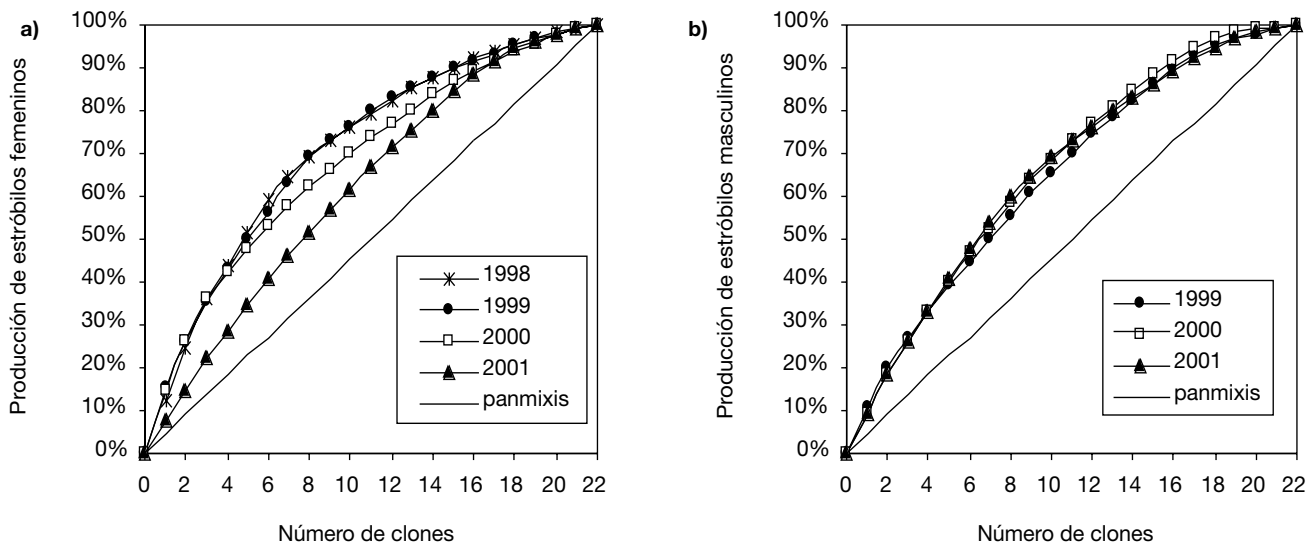 a)
Producción de estróbilos femeninos
100%
90%
80%
70%
60%
50%
40%
30%
20%
10%
0%
0 2 4 6 8 10 12 14 16 18 20 22
Número de clones
1998
1999
2000
2001
panmixis
b)
Producción de estróbilos masculinos
100%
90%
80%
70%
60%
50%
40%
30%
20%
10%
0%
0 2 4 6 8 10 12 14 16 18 20 22
Número de clones
1999
2000
2001
panmixis